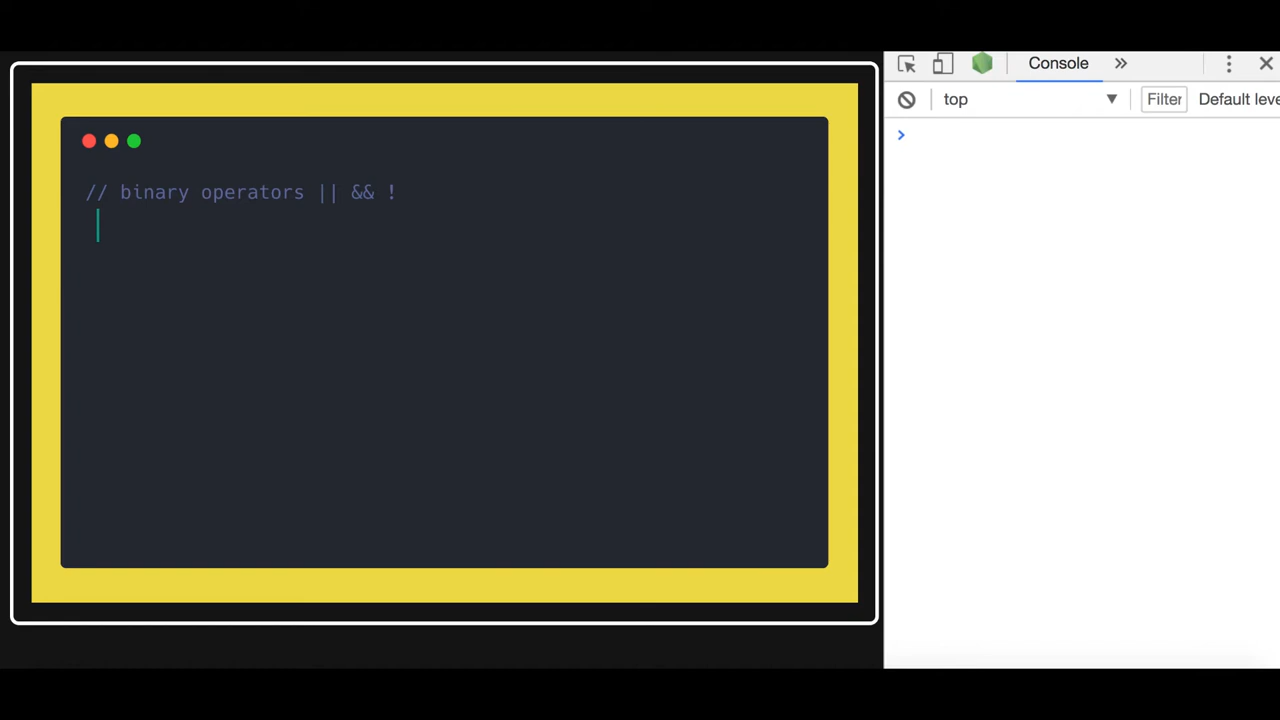 // binary operators || && !
Console »
top ▼ Filter Default leve
>